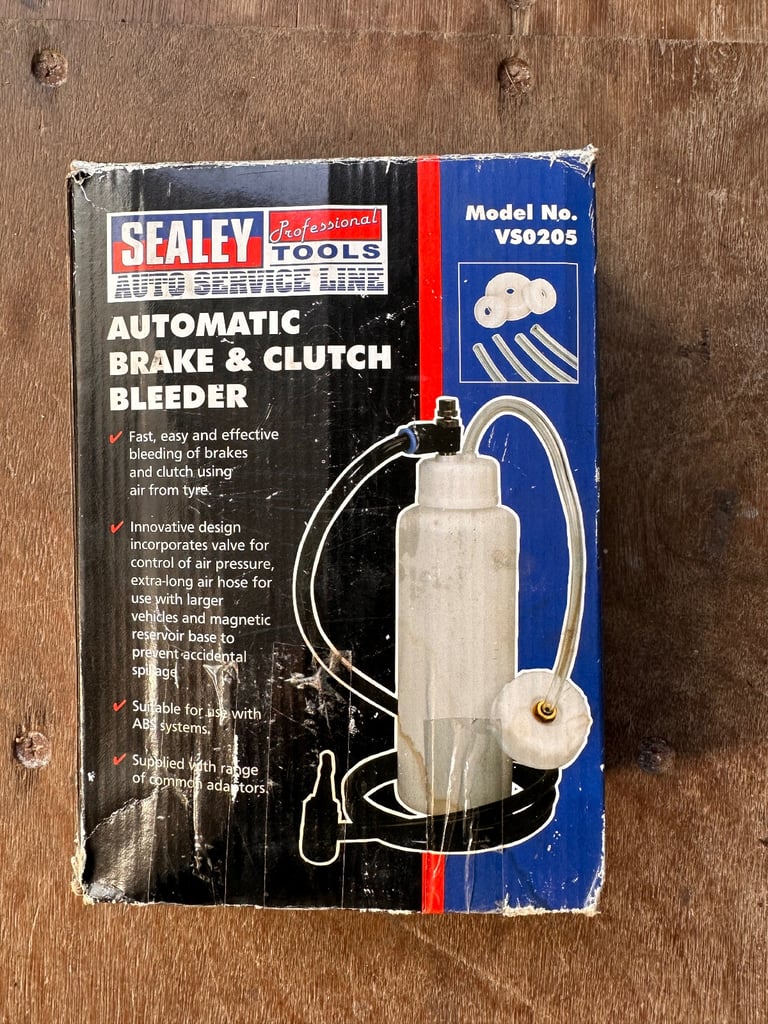 SEALEY
Professional
TOOLS
AUTO SERVICE LINE
Model No.
VS0205
AUTOMATIC
BRAKE & CLUTCH
BLEEDER
✓ Fast, easy and effective
bleeding of brakes
and clutch using
air from tyre.
✓ Innovative design
incorporates valve for
control of air pressure,
extra-long air hose for
use with larger
vehicles and magnetic
reservoir base to
prevent accidental
spillage
✓ Suitable for use with
ABS systems.
✓ Supplied with range
of common adaptors